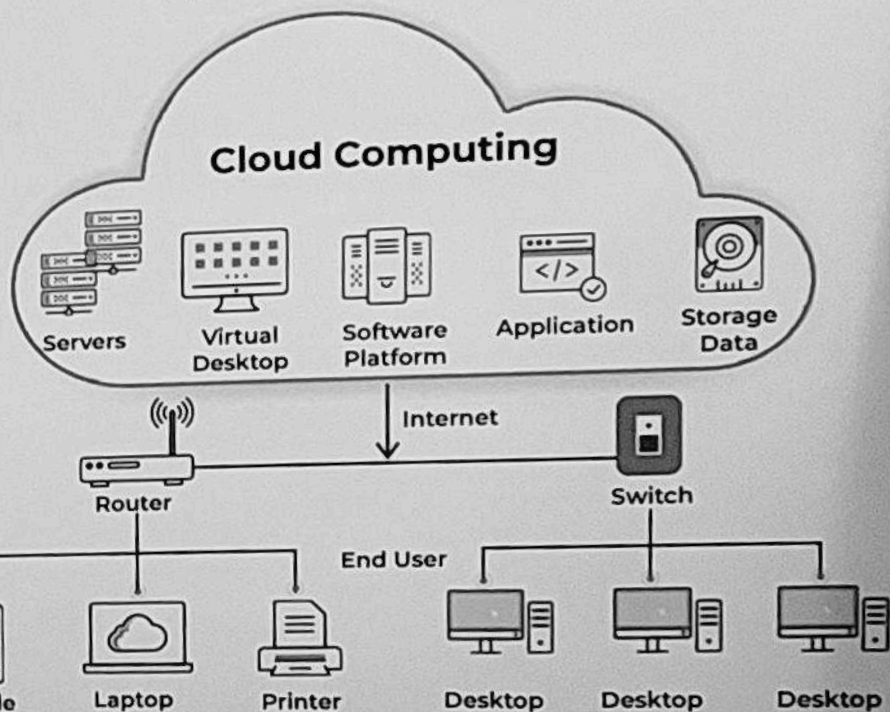 Cloud Computing
Servers
Virtual
Desktop
Software
Platform
Application
Storage
Data
Internet
Router
Switch
End User
Laptop
Printer
Desktop
Desktop
Desktop